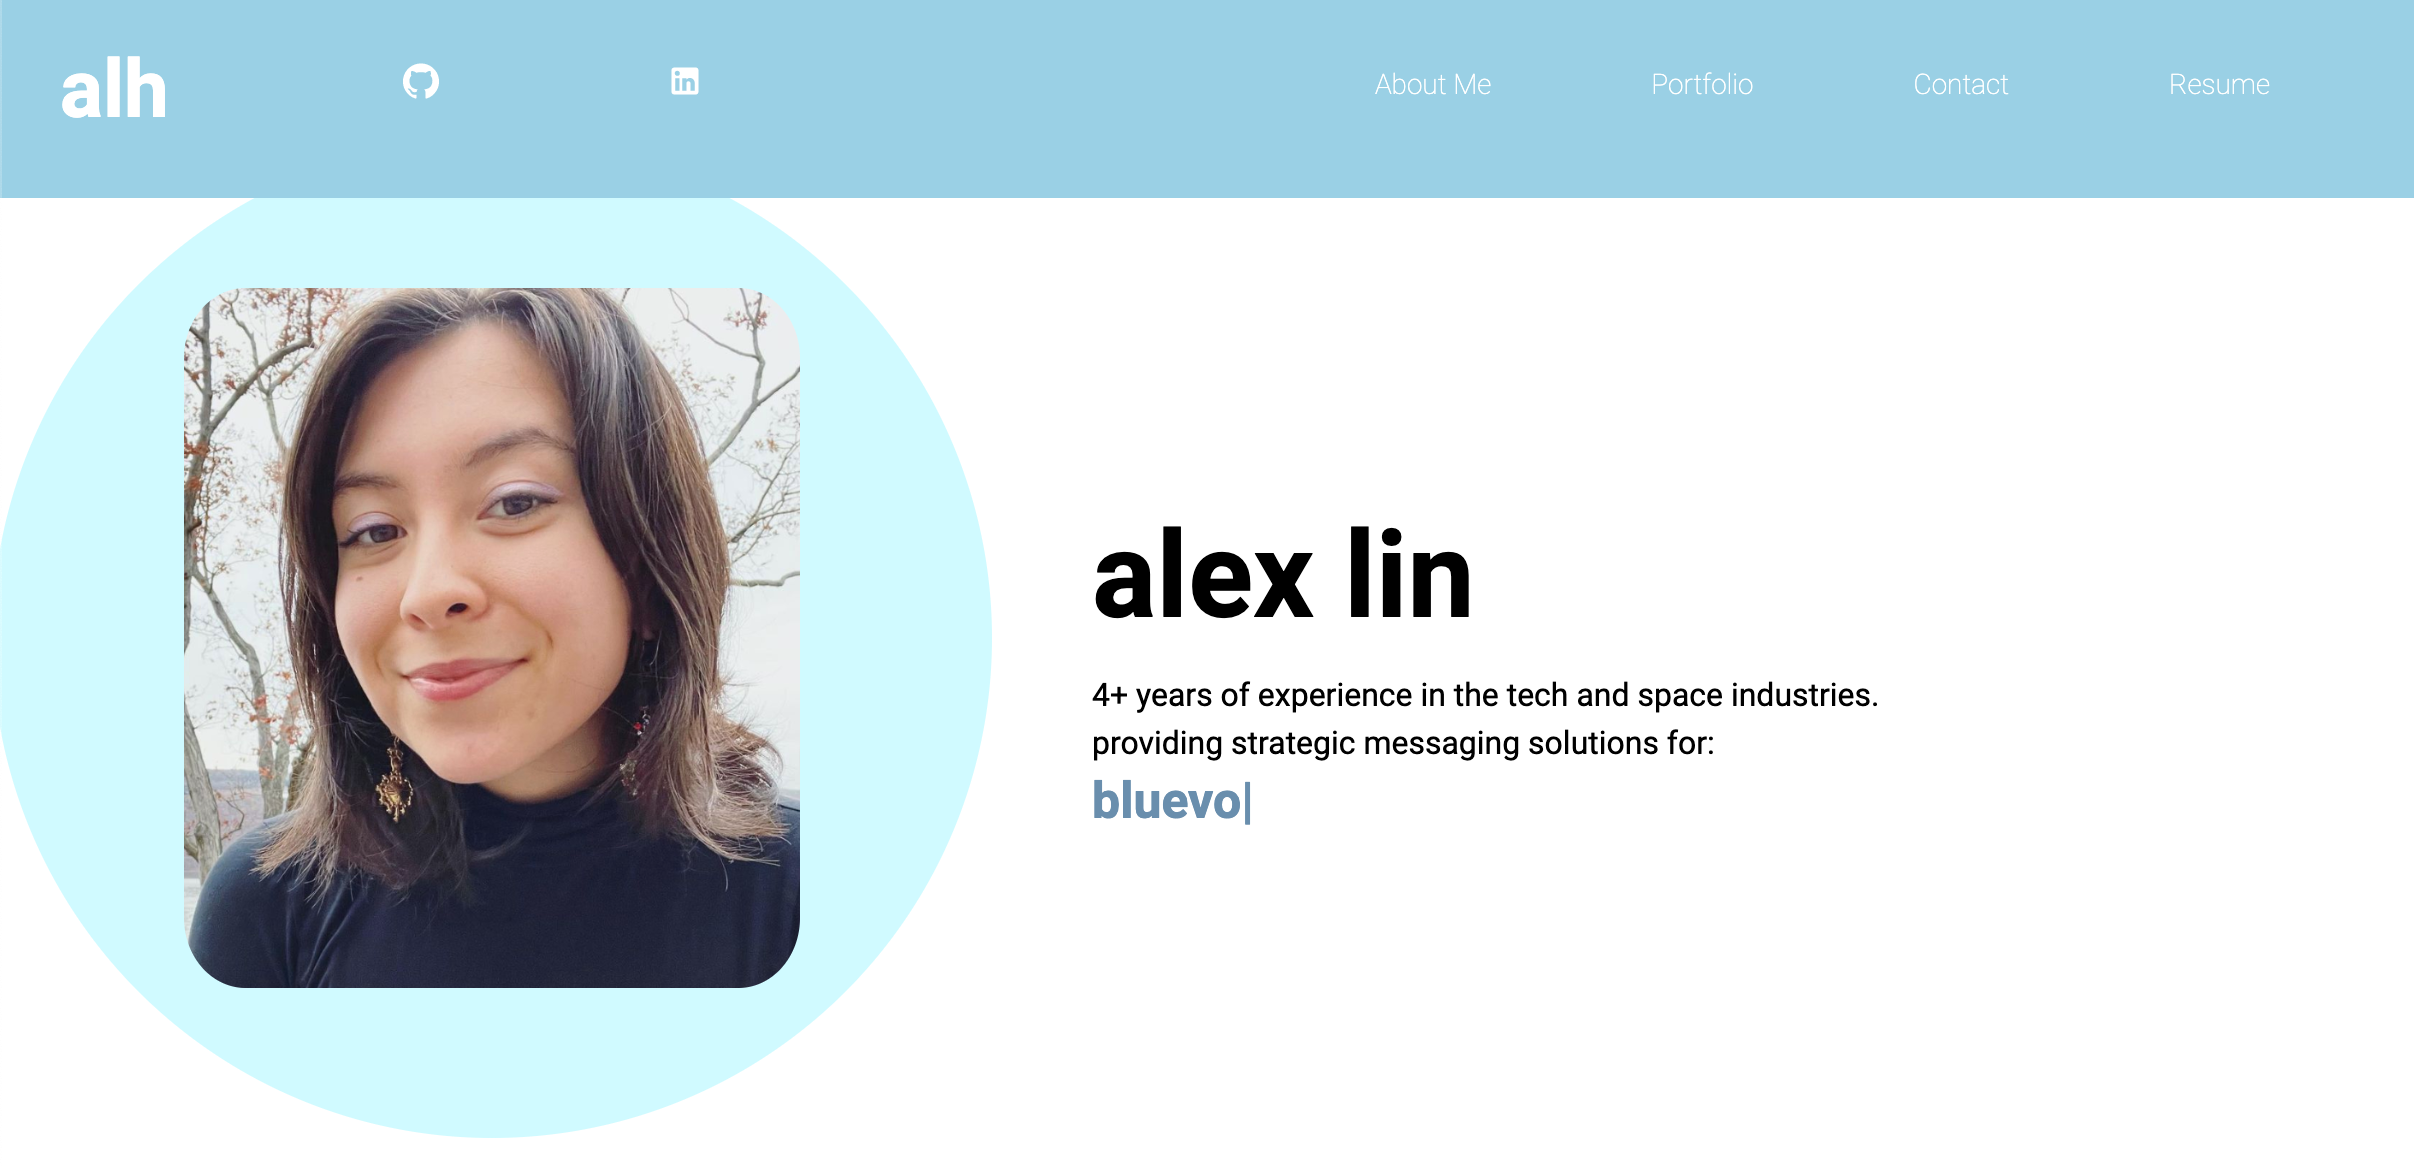 alh
About Me
Portfolio
Contact
Resume
alex lin
4+ years of experience in the tech and space industries.
providing strategic messaging solutions for:
bluevo|